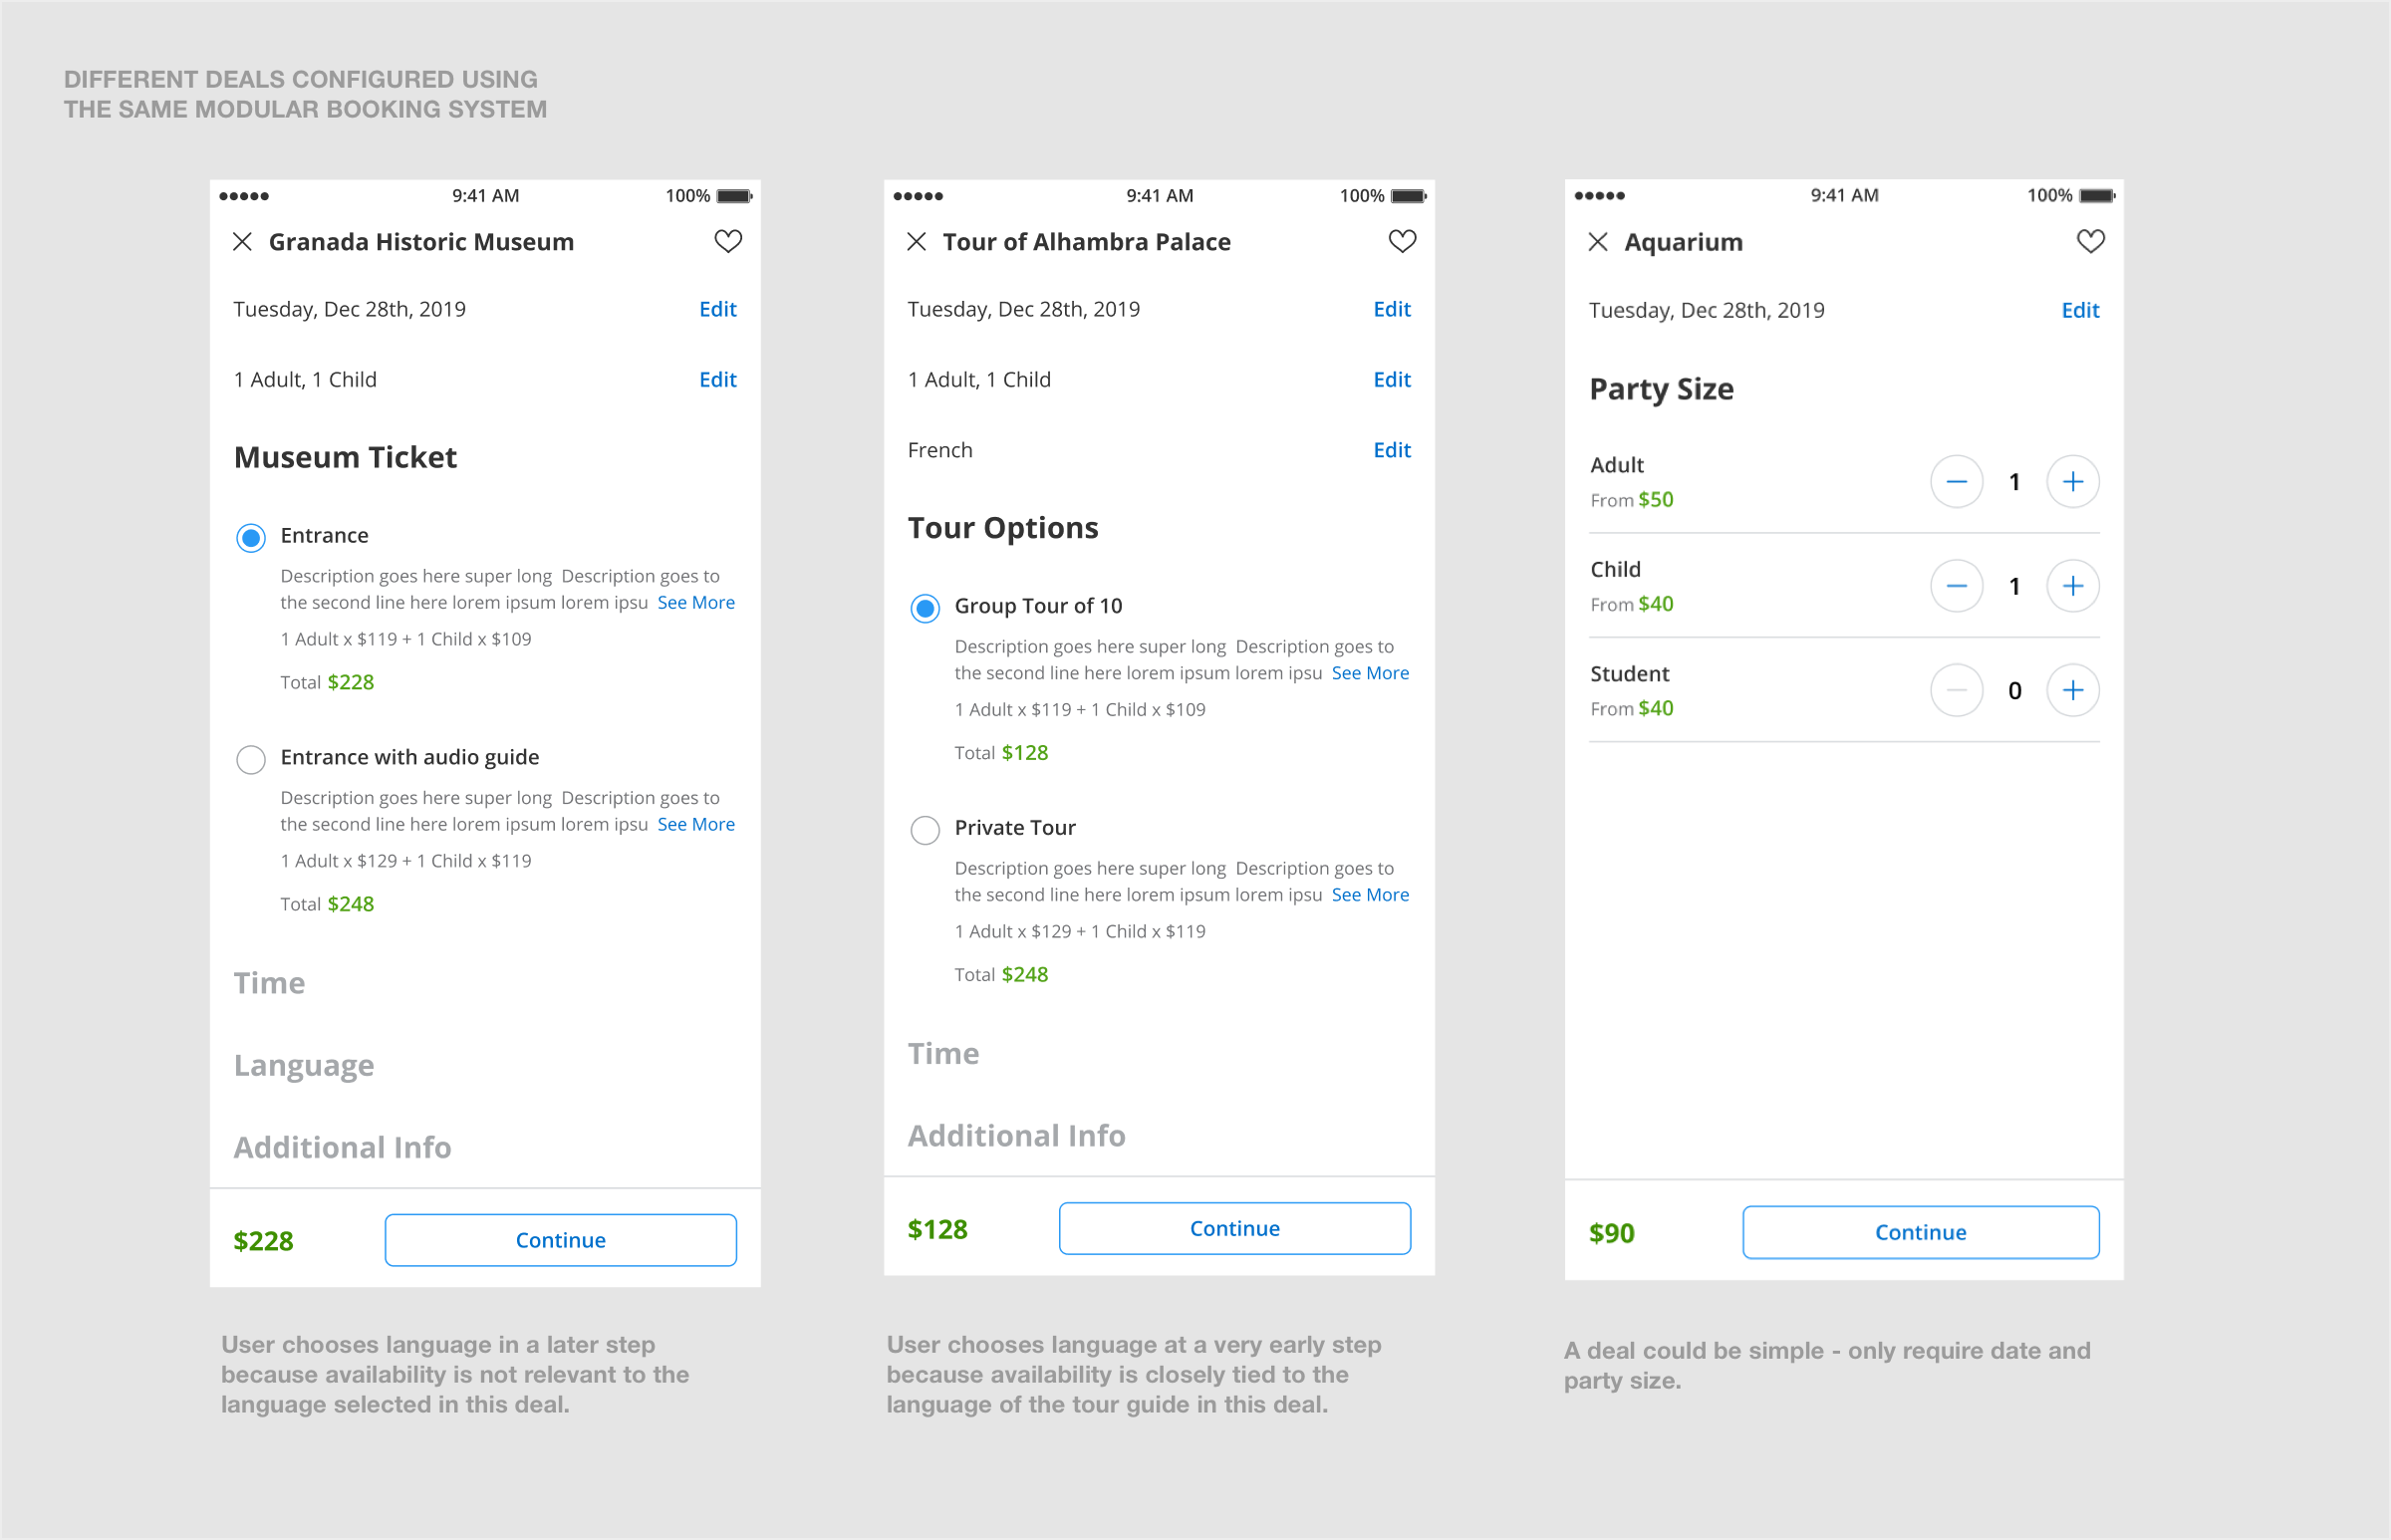 DIFFERENT DEALS CONFIGURED USING
THE SAME MODULAR BOOKING SYSTEM
9:41 AM
100%
Granada Historic Museum
Tuesday, Dec 28th, 2019
Edit
1 Adult, 1 Child
Edit
Museum Ticket
Entrance
Description goes here super long Description goes to
the second line here lorem ipsum lorem ipsu See More
1 Adult x $119 + 1 Child x $109
Total $228
Entrance with audio guide
Description goes here super long Description goes to
the second line here lorem ipsum lorem ipsu See More
1 Adult x $129 + 1 Child x $119
Total $248
Time
Language
Additional Info
$228
Continue
User chooses language in a later step
because availability is not relevant to the
language selected in this deal.
9:41 AM
100%
Tour of Alhambra Palace
Tuesday, Dec 28th, 2019
Edit
1 Adult, 1 Child
Edit
French
Edit
Tour Options
Group Tour of 10
Description goes here super long Description goes to
the second line here lorem ipsum lorem ipsu See More
1 Adult x $119 + 1 Child x $109
Total $128
Private Tour
Description goes here super long Description goes to
the second line here lorem ipsum lorem ipsu See More
1 Adult x $129 + 1 Child x $119
Total $248
Time
Additional Info
$128
Continue
User chooses language at a very early step
because availability is closely tied to the
language of the tour guide in this deal.
9:41 AM
100%
Aquarium
Tuesday, Dec 28th, 2019
Edit
Party Size
Adult
From $50
1
Child
From $40
1
Student
From $40
0
$90
Continue
A deal could be simple - only require date and
party size.